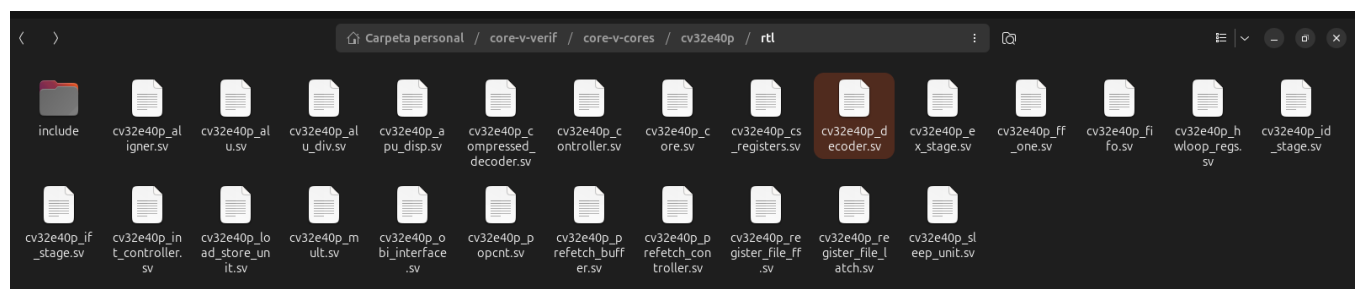 Carpeta personal / core-v-verif / core-v-cores / cv32e40p / rtl
include
cv32e40p_al
igner.sv
cv32e40p_al
u.sv
cv32e40p_al
u_div.sv
cv32e40p_a
pu_disp.sv
cv32e40p_c
ompressed_
decoder.sv
cv32e40p_c
ontroller.sv
cv32e40p_c
ore.sv
cv32e40p_cs
_registers.sv
cv32e40p_d
ecoder.sv
cv32e40p_e
x_stage.sv
cv32e40p_ff
_one.sv
cv32e40p_fi
fo.sv
cv32e40p_h
wloop_regs.
sv
cv32e40p_id
_stage.sv
cv32e40p_if
_stage.sv
cv32e40p_in
t_controller.
sv
cv32e40p_lo
ad_store_un
it.sv
cv32e40p_m
ult.sv
cv32e40p_o
bi_interface
.sv
cv32e40p_p
opcnt.sv
cv32e40p_p
refetch_buff
er.sv
cv32e40p_p
refetch_con
troller.sv
cv32e40p_re
gister_file_ff
.sv
cv32e40p_re
gister_file_l
atch.sv
cv32e40p_sl
eep_unit.sv